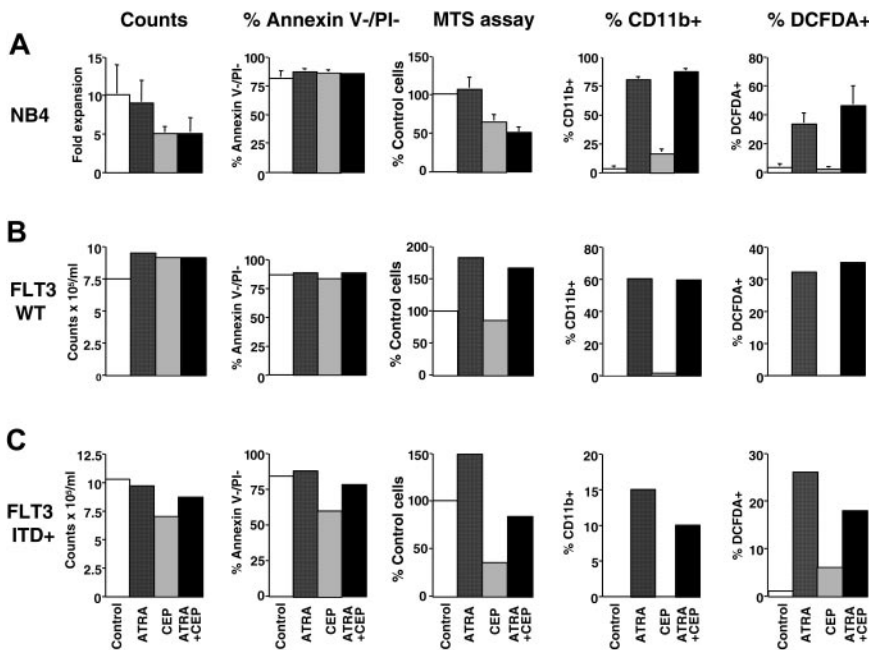 Counts
% Annexin V-/PI-
MTS assay
% CD11b+
% DCFDA+
A
NB4
Fold expansion
15
10
5
0
% Annexin V-/PI-
100
75
50
25
0
% Control cells
150
100
50
0
% CD11b+
100
75
50
25
0
% DCFDA+
80
60
40
20
0
B
FLT3
WT
Counts x 10⁵/ml
10
7.5
5
2.5
0
% Annexin V-/PI-
100
75
50
25
0
% Control cells
200
150
100
50
0
% CD11b+
80
60
40
20
0
% DCFDA+
40
30
20
10
0
C
FLT3
ITD+
Counts x 10⁵/ml
12.5
10
7.5
5
2.5
0
% Annexin V-/PI-
100
75
50
25
0
% Control cells
150
100
50
0
% CD11b+
20
15
10
5
0
% DCFDA+
30
20
10
0
Control
ATRA
CEP
ATRA
+CEP
Control
ATRA
CEP
ATRA
+CEP
Control
ATRA
CEP
ATRA
+CEP
Control
ATRA
CEP
ATRA
+CEP
Control
ATRA
CEP
ATRA
+CEP